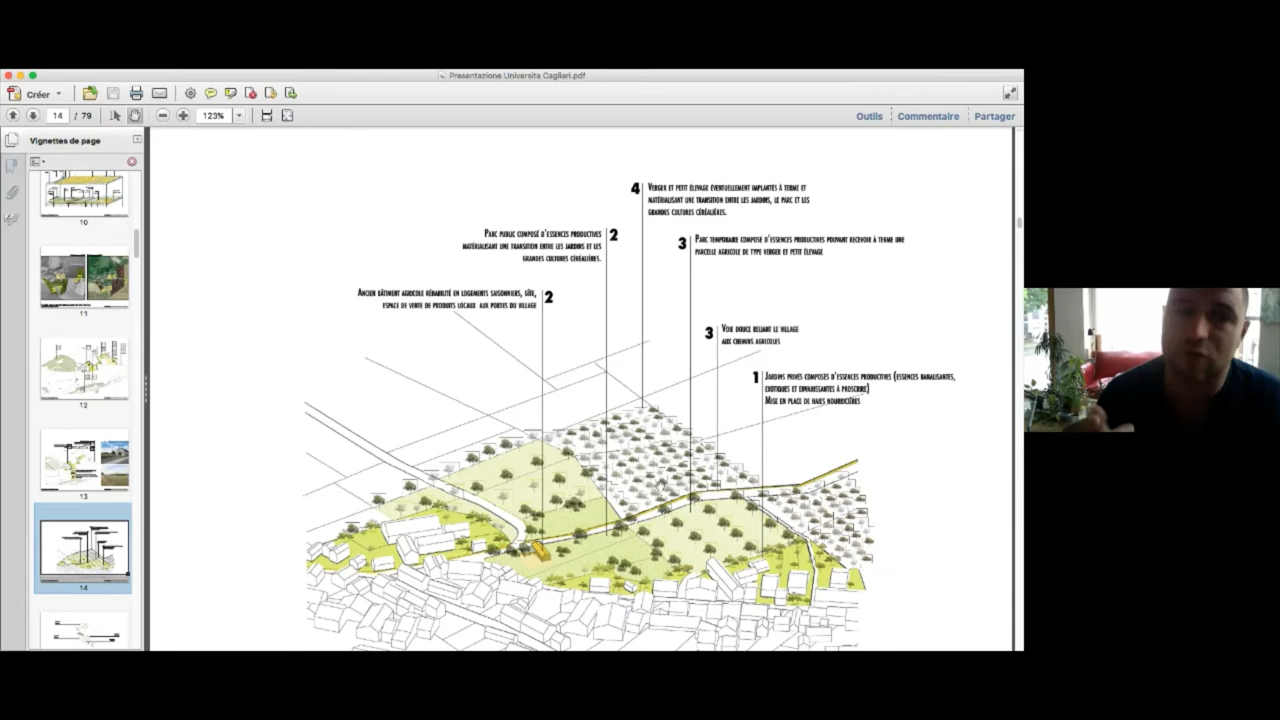 Presentazione Universita Cagliari.pdf
Créer
14 / 79
123%
Outils
Commentaire
Partager
Vignettes de page
10
11
12
13
14
4
Verger et petit élevage éventuellement implantés à terme et
matérialisant une transition entre les jardins, le parc et les
grandes cultures céréalières.
Parc public composé d'essences productives
matérialisant une transition entre les jardins et les
grandes cultures céréalières.
2
3
Parc temporaire composé d'essences productives pouvant recevoir à terme une
parcelle agricole de type verger et petit élevage
Ancien bâtiment agricole réhabilité en logements saisonniers, gîte,
espace de vente de produits locaux aux portes du village
2
3
Voie douce reliant le village
aux chemins agricoles
1
Jardins privés composés d'essences productives (essences banalisantes,
exotiques et envahissantes à proscrire)
Mise en place de haies nourricières